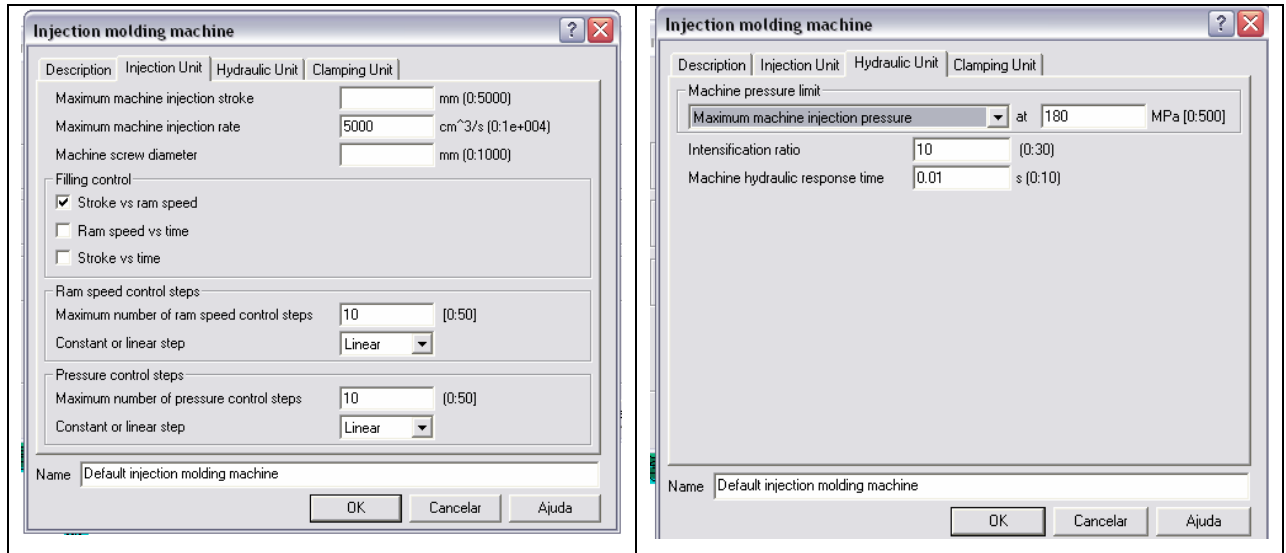 Injection molding machine
Description Injection Unit Hydraulic Unit Clamping Unit
Maximum machine injection stroke mm (0:5000)
Maximum machine injection rate 5000 cm^3/s (0:1e+004)
Machine screw diameter mm (0:1000)
Filling control
Stroke vs ram speed
Ram speed vs time
Stroke vs time
Ram speed control steps
Maximum number of ram speed control steps 10 [0:50]
Constant or linear step Linear
Pressure control steps
Maximum number of pressure control steps 10 (0:50]
Constant or linear step Linear
Name Default injection molding machine
OK Cancelar Ajuda
Injection molding machine
Description Injection Unit Hydraulic Unit Clamping Unit
Machine pressure limit
Maximum machine injection pressure at 180 MPa [0:500]
Intensification ratio 10 (0:30)
Machine hydraulic response time 0.01 s (0:10)
Name Default injection molding machine
OK Cancelar Ajuda